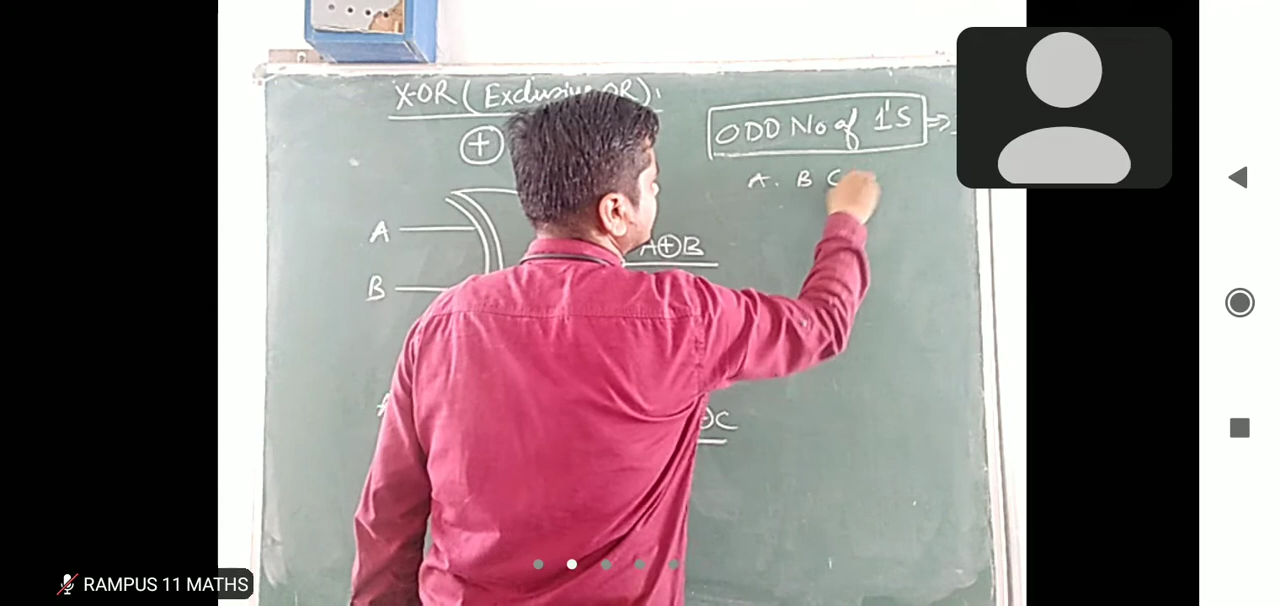 X-OR (Exclusive OR):
ODD No of 1'S ⇒
⊕
A. B C
A
A⊕B
B
⊕C
RAMPUS 11 MATHS